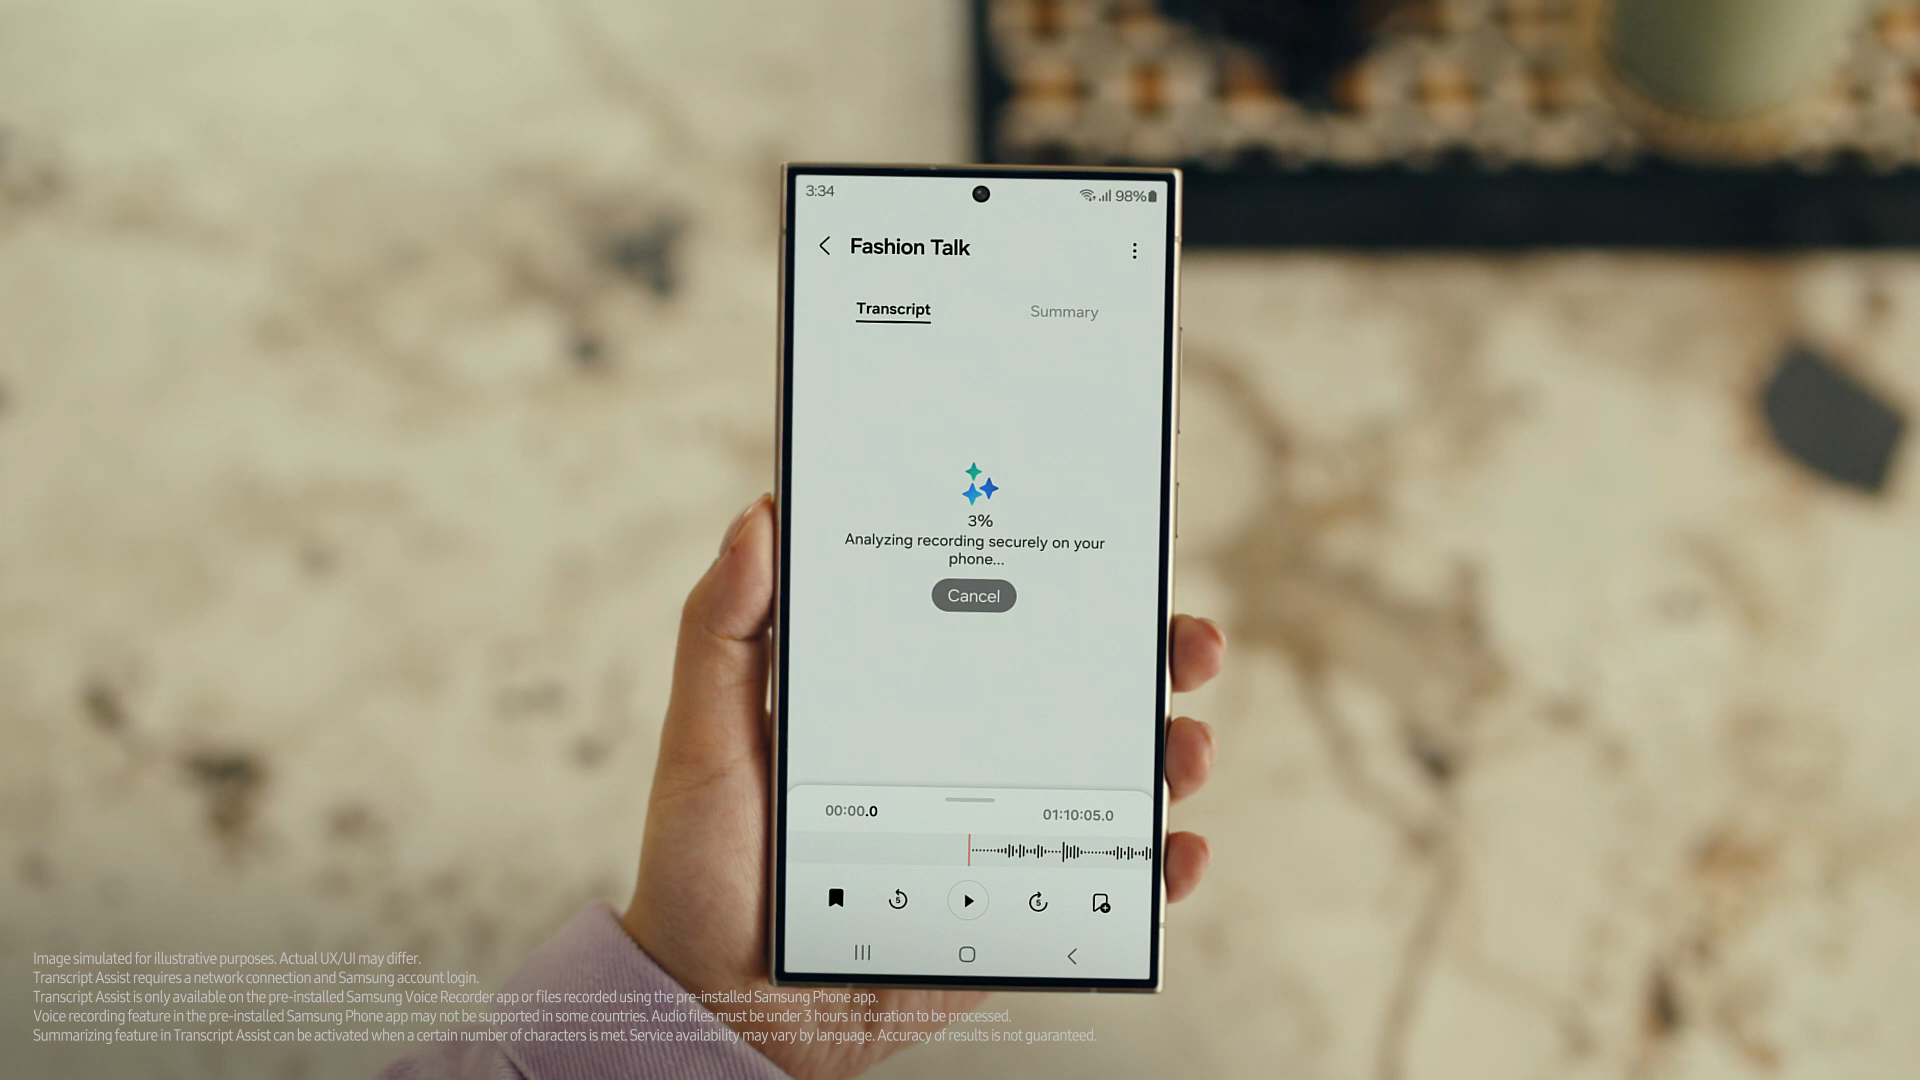 3:34
98%
Fashion Talk
Transcript
Summary
3%
Analyzing recording securely on your
phone...
Cancel
00:00.0
01:10:05.0
5
5
Image simulated for illustrative purposes. Actual UX/UI may differ.
Transcript Assist requires a network connection and Samsung account login.
Transcript Assist is only available on the pre-installed Samsung Voice Recorder app or files recorded using the pre-installed Samsung Phone app.
Voice recording feature in the pre-installed Samsung Phone app may not be supported in some countries. Audio files must be under 3 hours in duration to be processed.
Summarizing feature in Transcript Assist can be activated when a certain number of characters is met. Service availability may vary by language. Accuracy of results is not guaranteed.